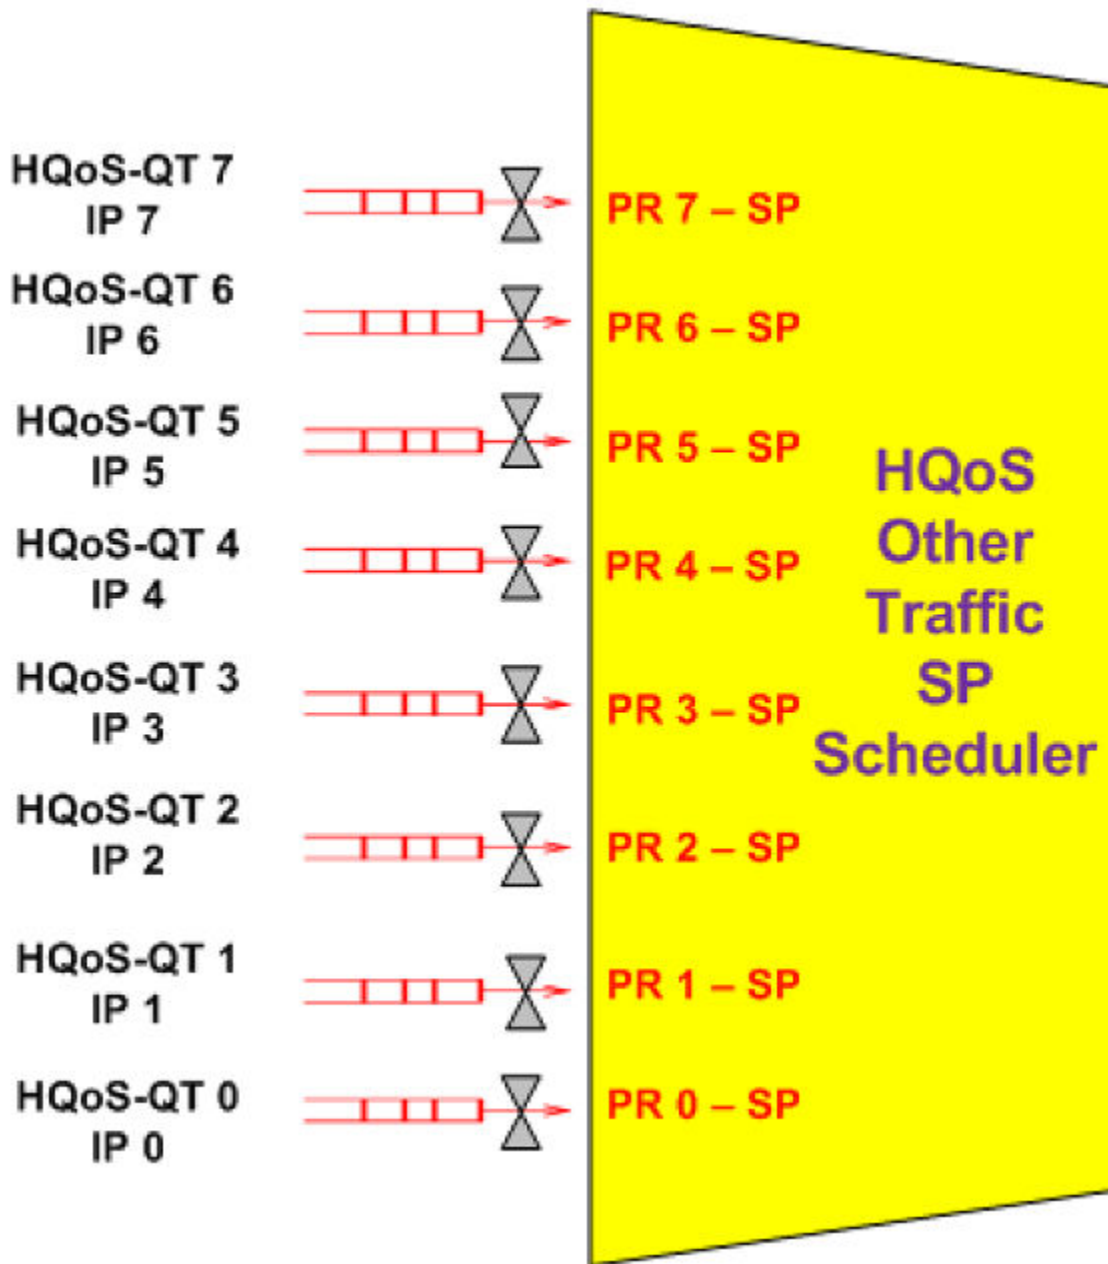 HQoS-QT 7
IP 7
PR 7 – SP
HQoS-QT 6
IP 6
PR 6 – SP
HQoS-QT 5
IP 5
PR 5 – SP
HQoS-QT 4
IP 4
PR 4 – SP
HQoS-QT 3
IP 3
PR 3 – SP
HQoS-QT 2
IP 2
PR 2 – SP
HQoS-QT 1
IP 1
PR 1 – SP
HQoS-QT 0
IP 0
PR 0 – SP
HQoS
Other
Traffic
SP
Scheduler